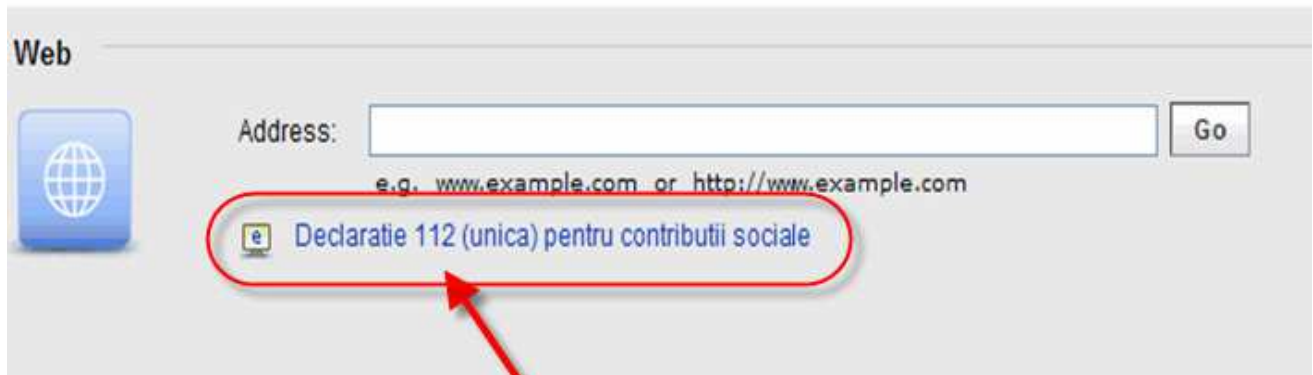 Web
Address: Go
e.g. www.example.com or http://www.example.com
e Declaratie 112 (unica) pentru contributii sociale